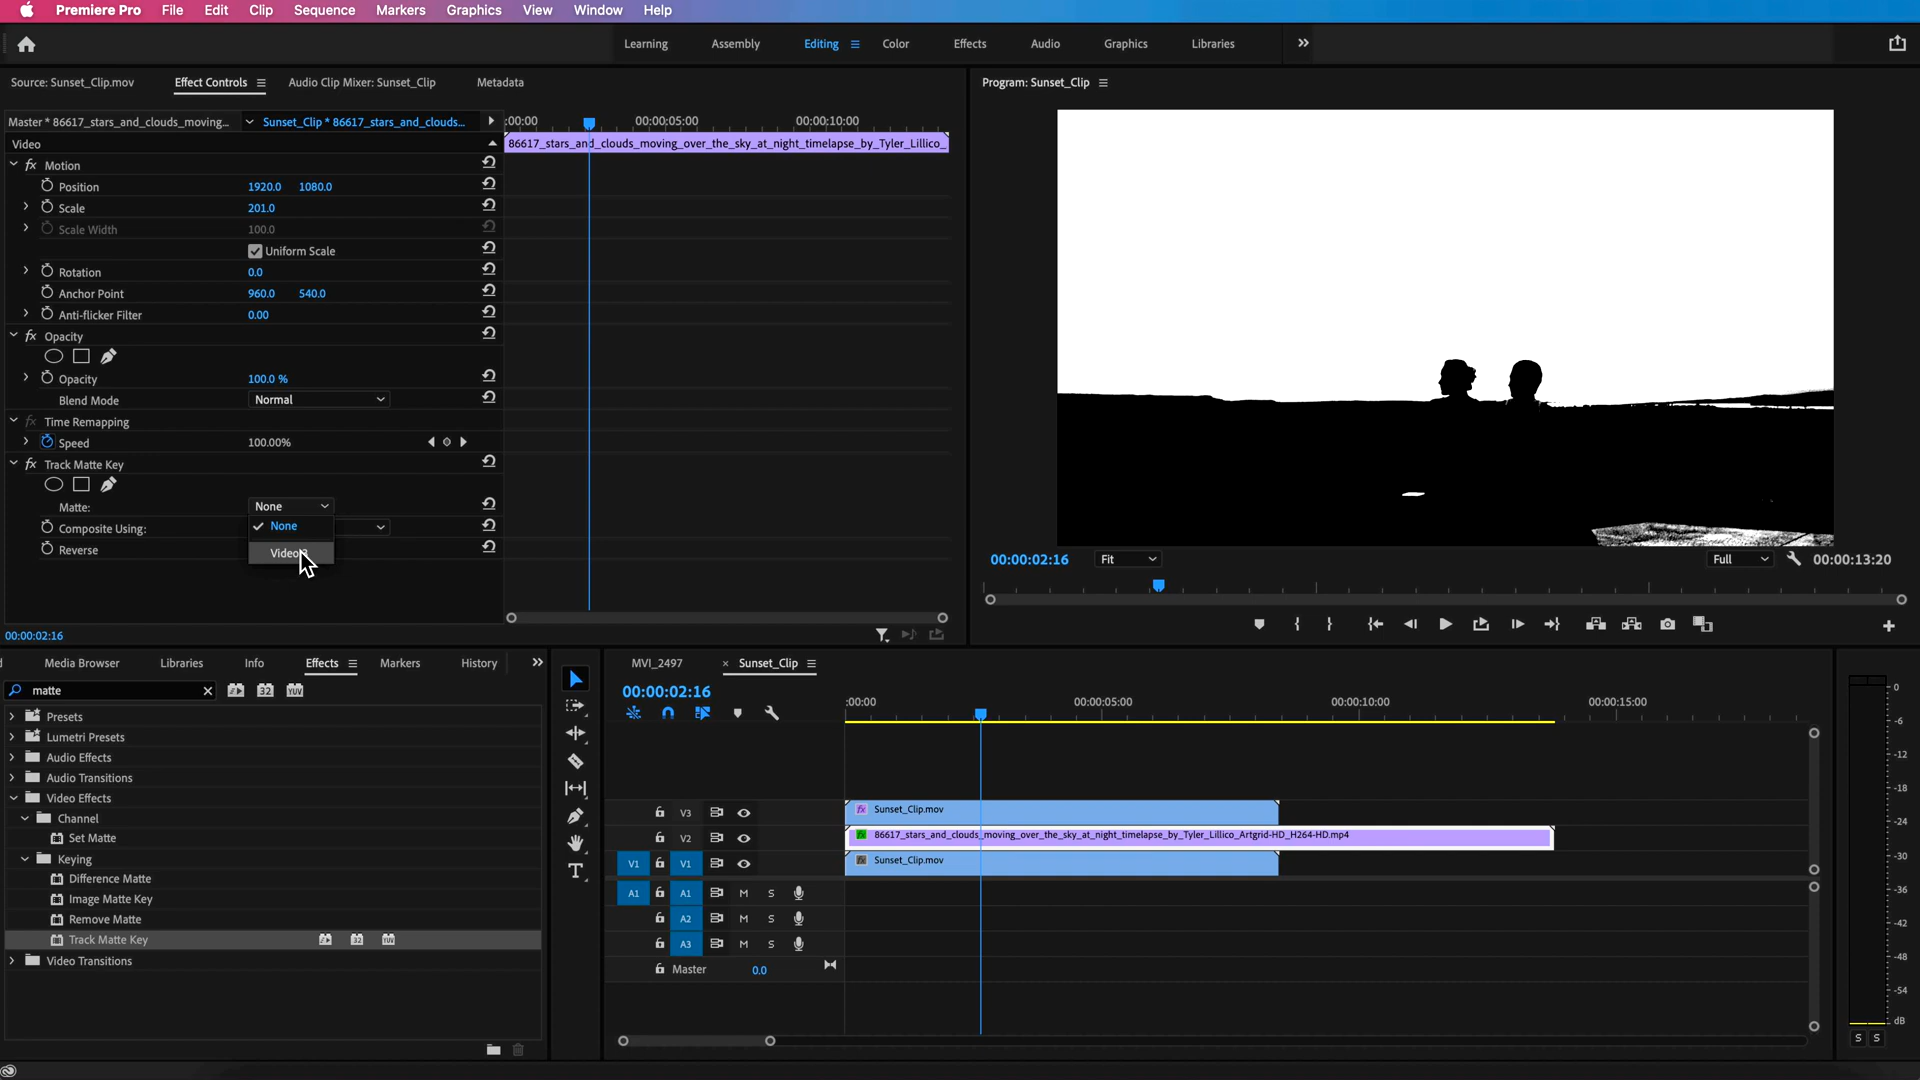 Premiere Pro File Edit Clip Sequence Markers Graphics View Window Help
Learning Assembly Editing Color Effects Audio Graphics Libraries
Source: Sunset_Clip.mov Effect Controls Audio Clip Mixer: Sunset_Clip Metadata
Program: Sunset_Clip
Master * 86617_stars_and_clouds_moving... Sunset_Clip * 86617_stars_and_clouds...
:00:00 00:00:05:00 00:00:10:00
Video
86617_stars_and_clouds_moving_over_the_sky_at_night_timelapse_by_Tyler_Lillico_
fx Motion
Position 1920.0 1080.0
Scale 201.0
Scale Width 100.0
Uniform Scale
Rotation 0.0
Anchor Point 960.0 540.0
Anti-flicker Filter 0.00
fx Opacity
Opacity 100.0 %
Blend Mode Normal
fx Time Remapping
Speed 100.00%
fx Track Matte Key
Matte: None
None
Composite Using:
Video
Reverse
00:00:02:16
00:00:02:16 Fit Full 00:00:13:20
Media Browser Libraries Info Effects Markers History
matte
32 YUV
Presets
Lumetri Presets
Audio Effects
Audio Transitions
Video Effects
Channel
Set Matte
Keying
Difference Matte
Image Matte Key
Remove Matte
Track Matte Key 32 YUV
Video Transitions
T
MVI_2497 × Sunset_Clip
00:00:02:16
:00:00 00:00:05:00 00:00:10:00 00:00:15:00
V3 fx Sunset_Clip.mov
V2 fx 86617_stars_and_clouds_moving_over_the_sky_at_night_timelapse_by_Tyler_Lillico_Artgrid-HD_H264-HD.mp4
V1 V1 fx Sunset_Clip.mov
A1 A1 M S
A2 M S
A3 M S
Master 0.0
0
-6
-12
-18
-24
-30
-36
-42
-48
-54
dB
S S